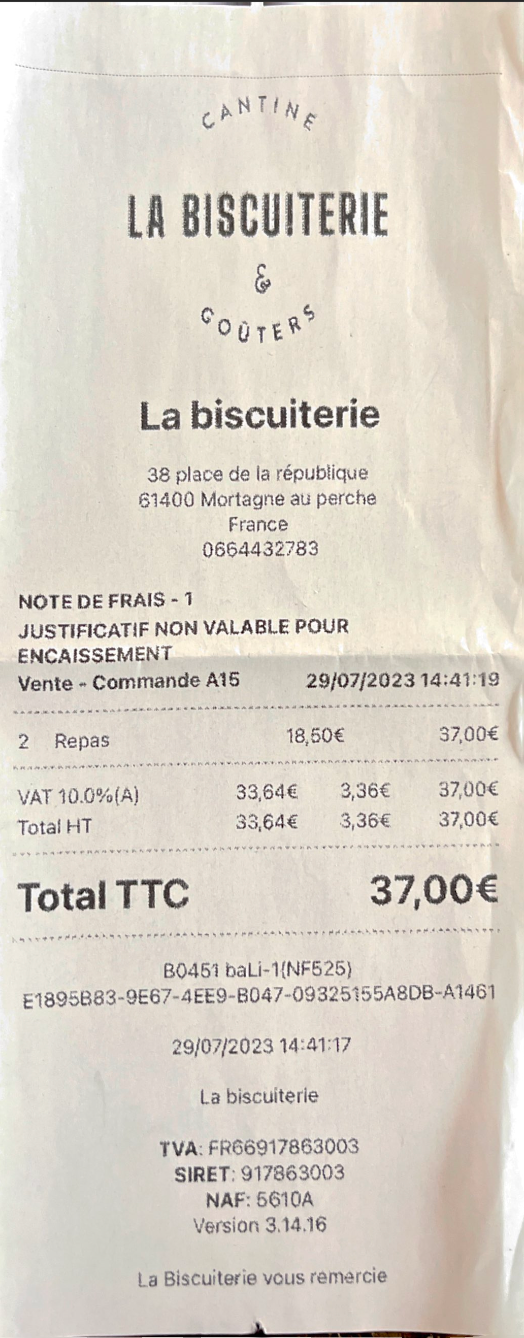 CANTINE
LA BISCUITERIE
&
GOÛTERS
La biscuiterie
38 place de la république
61400 Mortagne au perche
France
0664432783
NOTE DE FRAIS - 1
JUSTIFICATIF NON VALABLE POUR
ENCAISSEMENT
Vente - Commande A15 29/07/2023 14:41:19
2 Repas 18,50€ 37,00€
VAT 10.0%(A) 33,64€ 3,36€ 37,00€
Total HT 33,64€ 3,36€ 37,00€
Total TTC 37,00€
B0451 baLi-1(NF525)
E1895B83-9E67-4EE9-B047-09325155A8DB-A1461
29/07/2023 14:41:17
La biscuiterie
TVA: FR66917863003
SIRET: 917863003
NAF: 5610A
Version 3.14.16
La Biscuiterie vous remercie